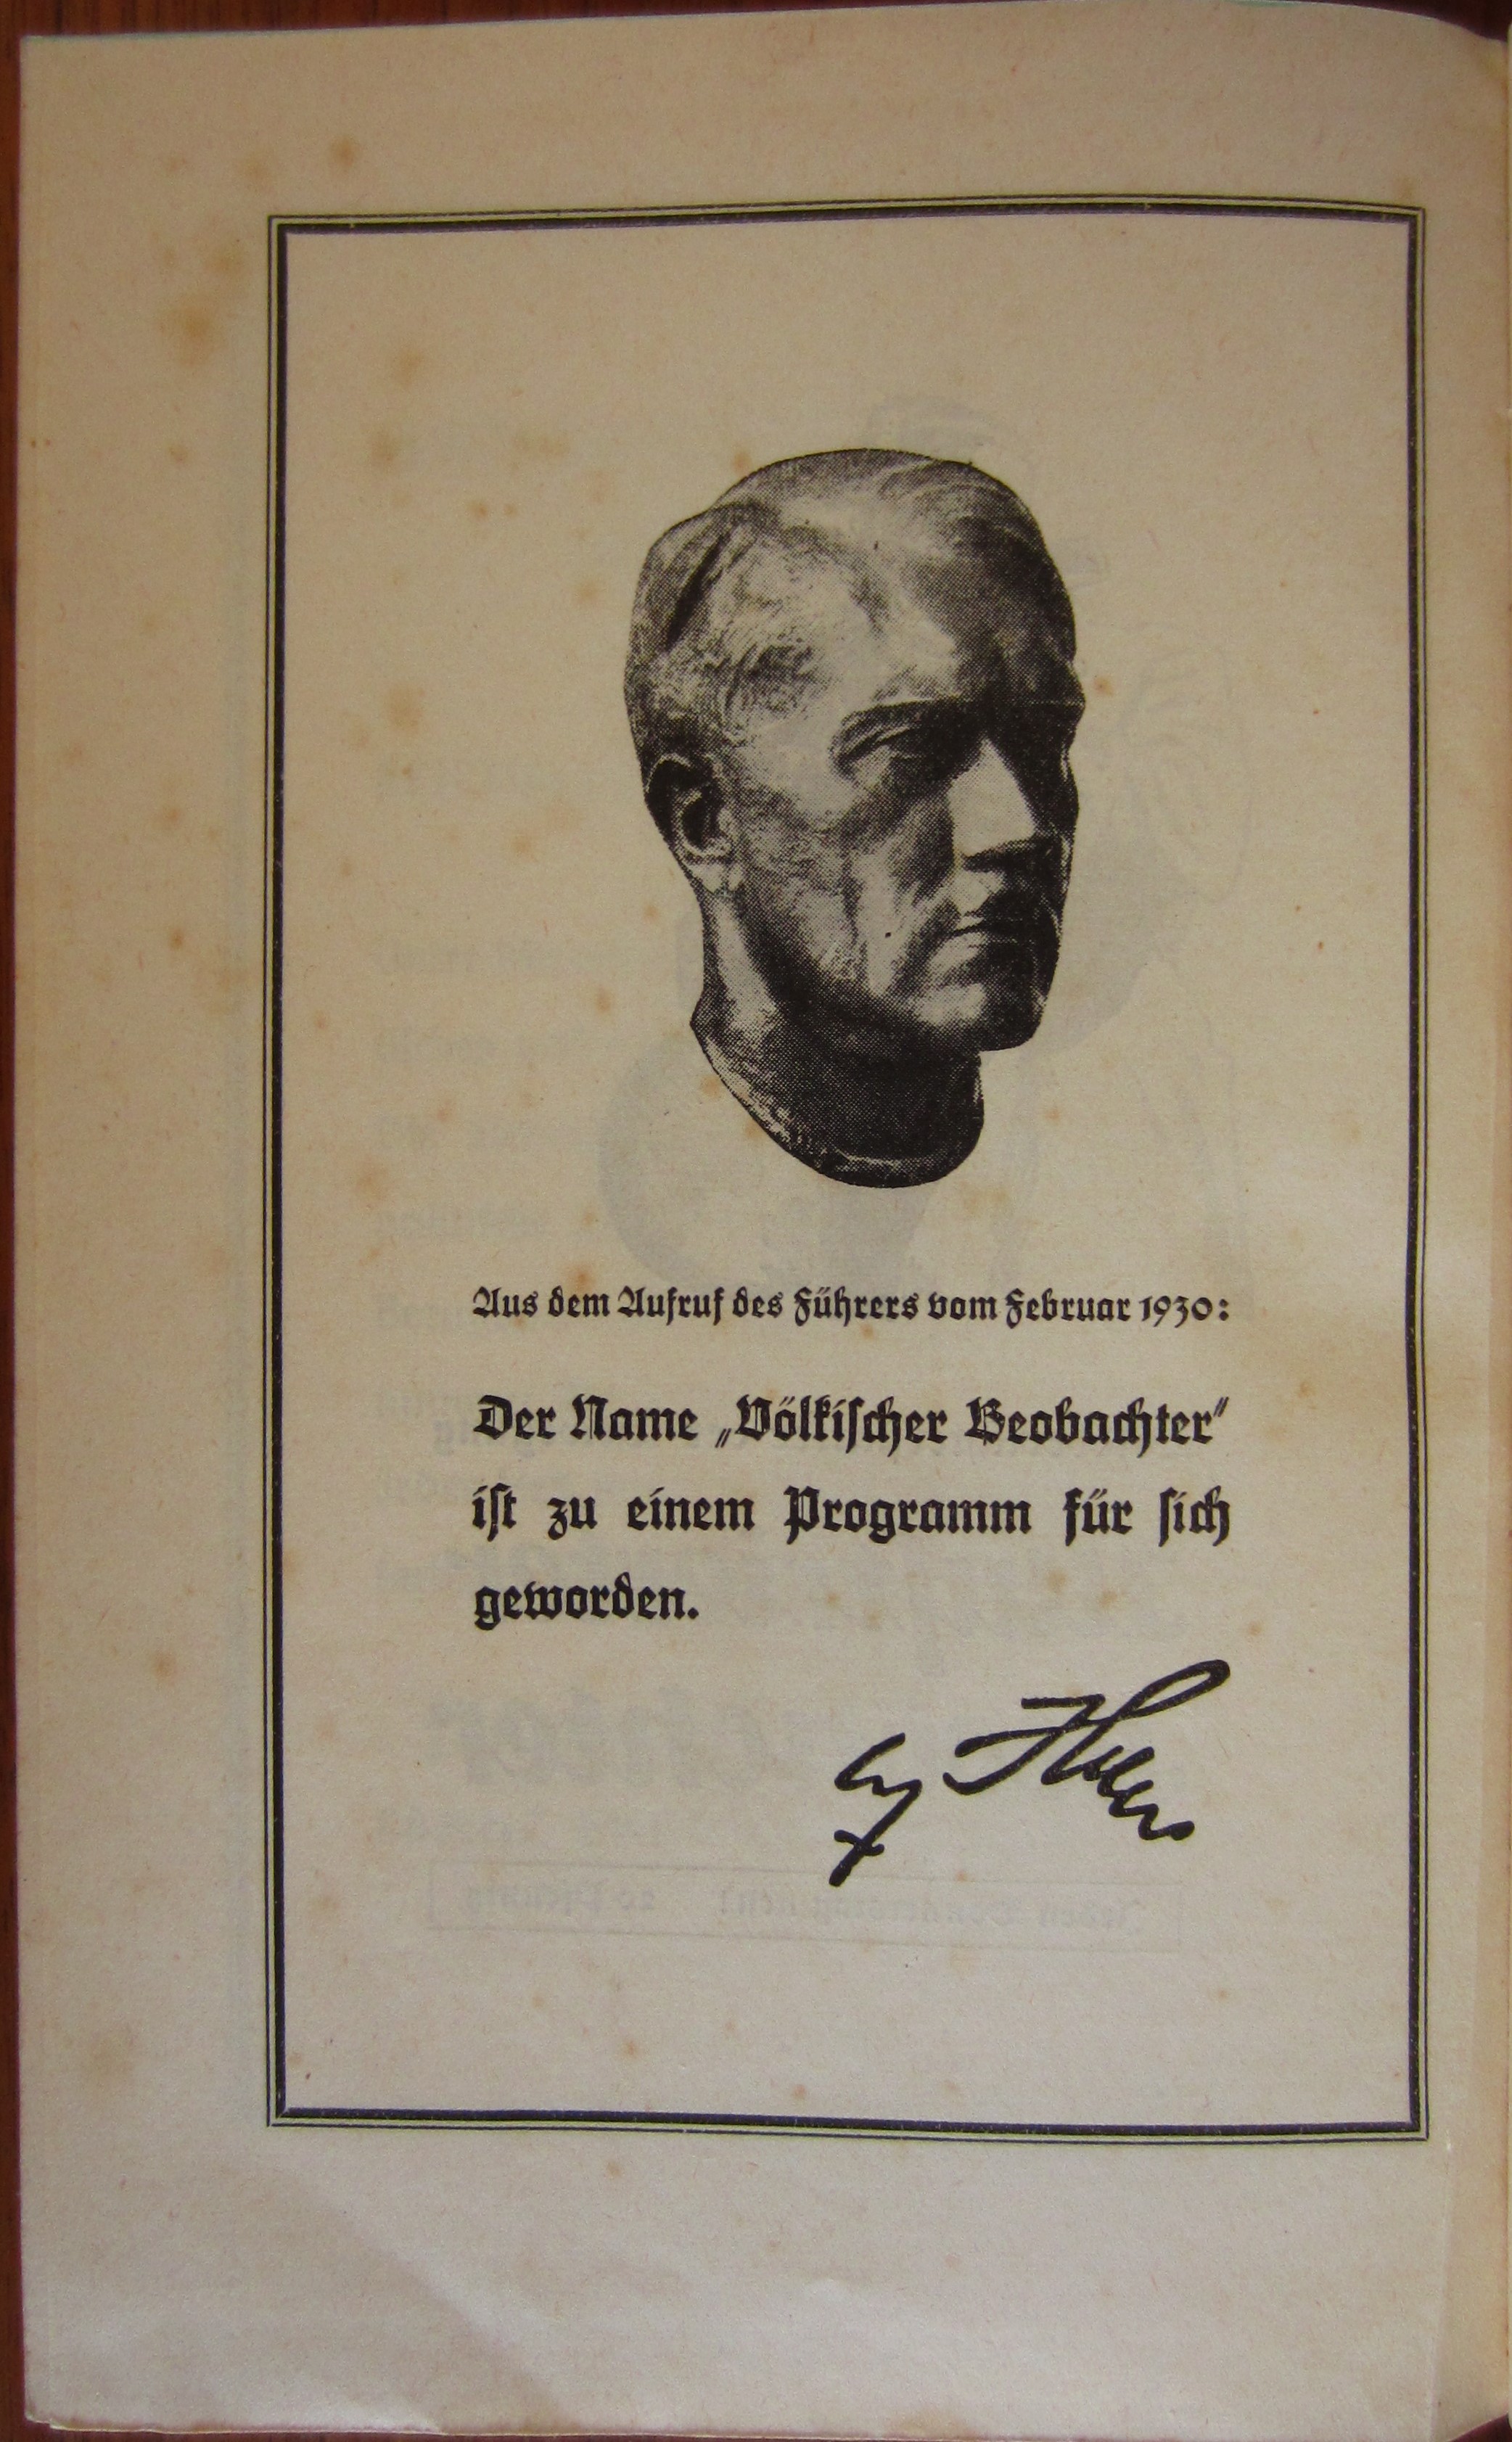 Aus dem Aufruf des Führers vom Februar 1930:
Der Name „Völkischer Beobachter“
ist zu einem Programm für sich
geworden.